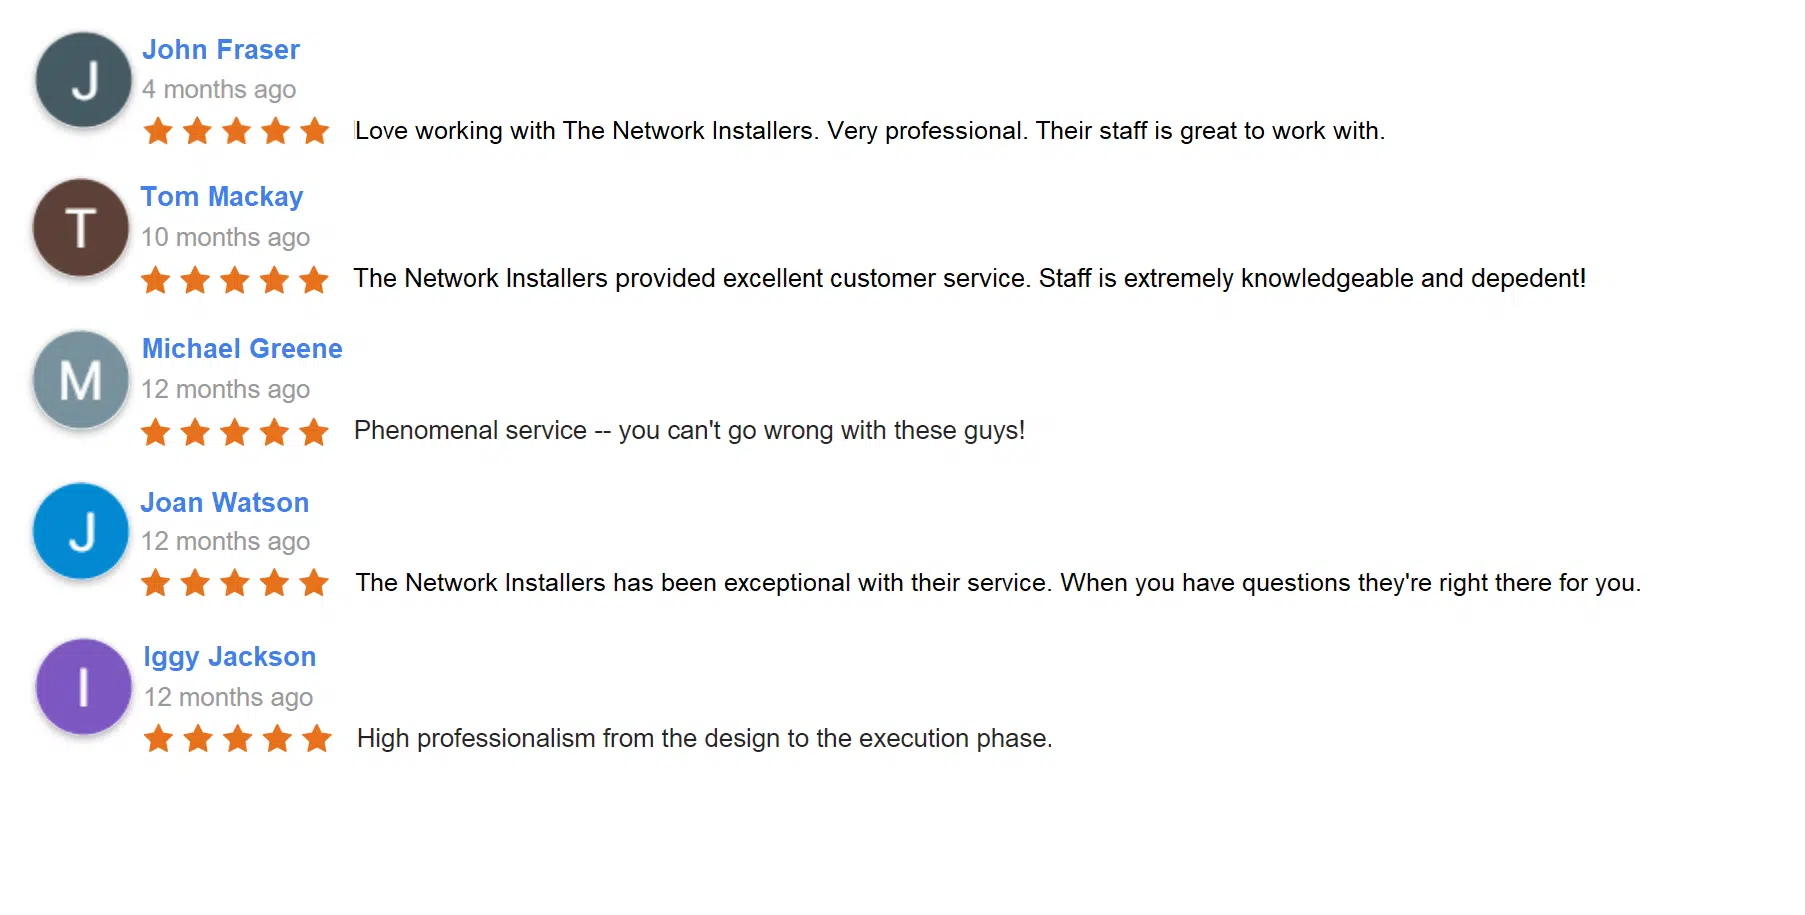 J
John Fraser
4 months ago
Love working with The Network Installers. Very professional. Their staff is great to work with.
T
Tom Mackay
10 months ago
The Network Installers provided excellent customer service. Staff is extremely knowledgeable and depedent!
M
Michael Greene
12 months ago
Phenomenal service -- you can't go wrong with these guys!
J
Joan Watson
12 months ago
The Network Installers has been exceptional with their service. When you have questions they're right there for you.
I
Iggy Jackson
12 months ago
High professionalism from the design to the execution phase.